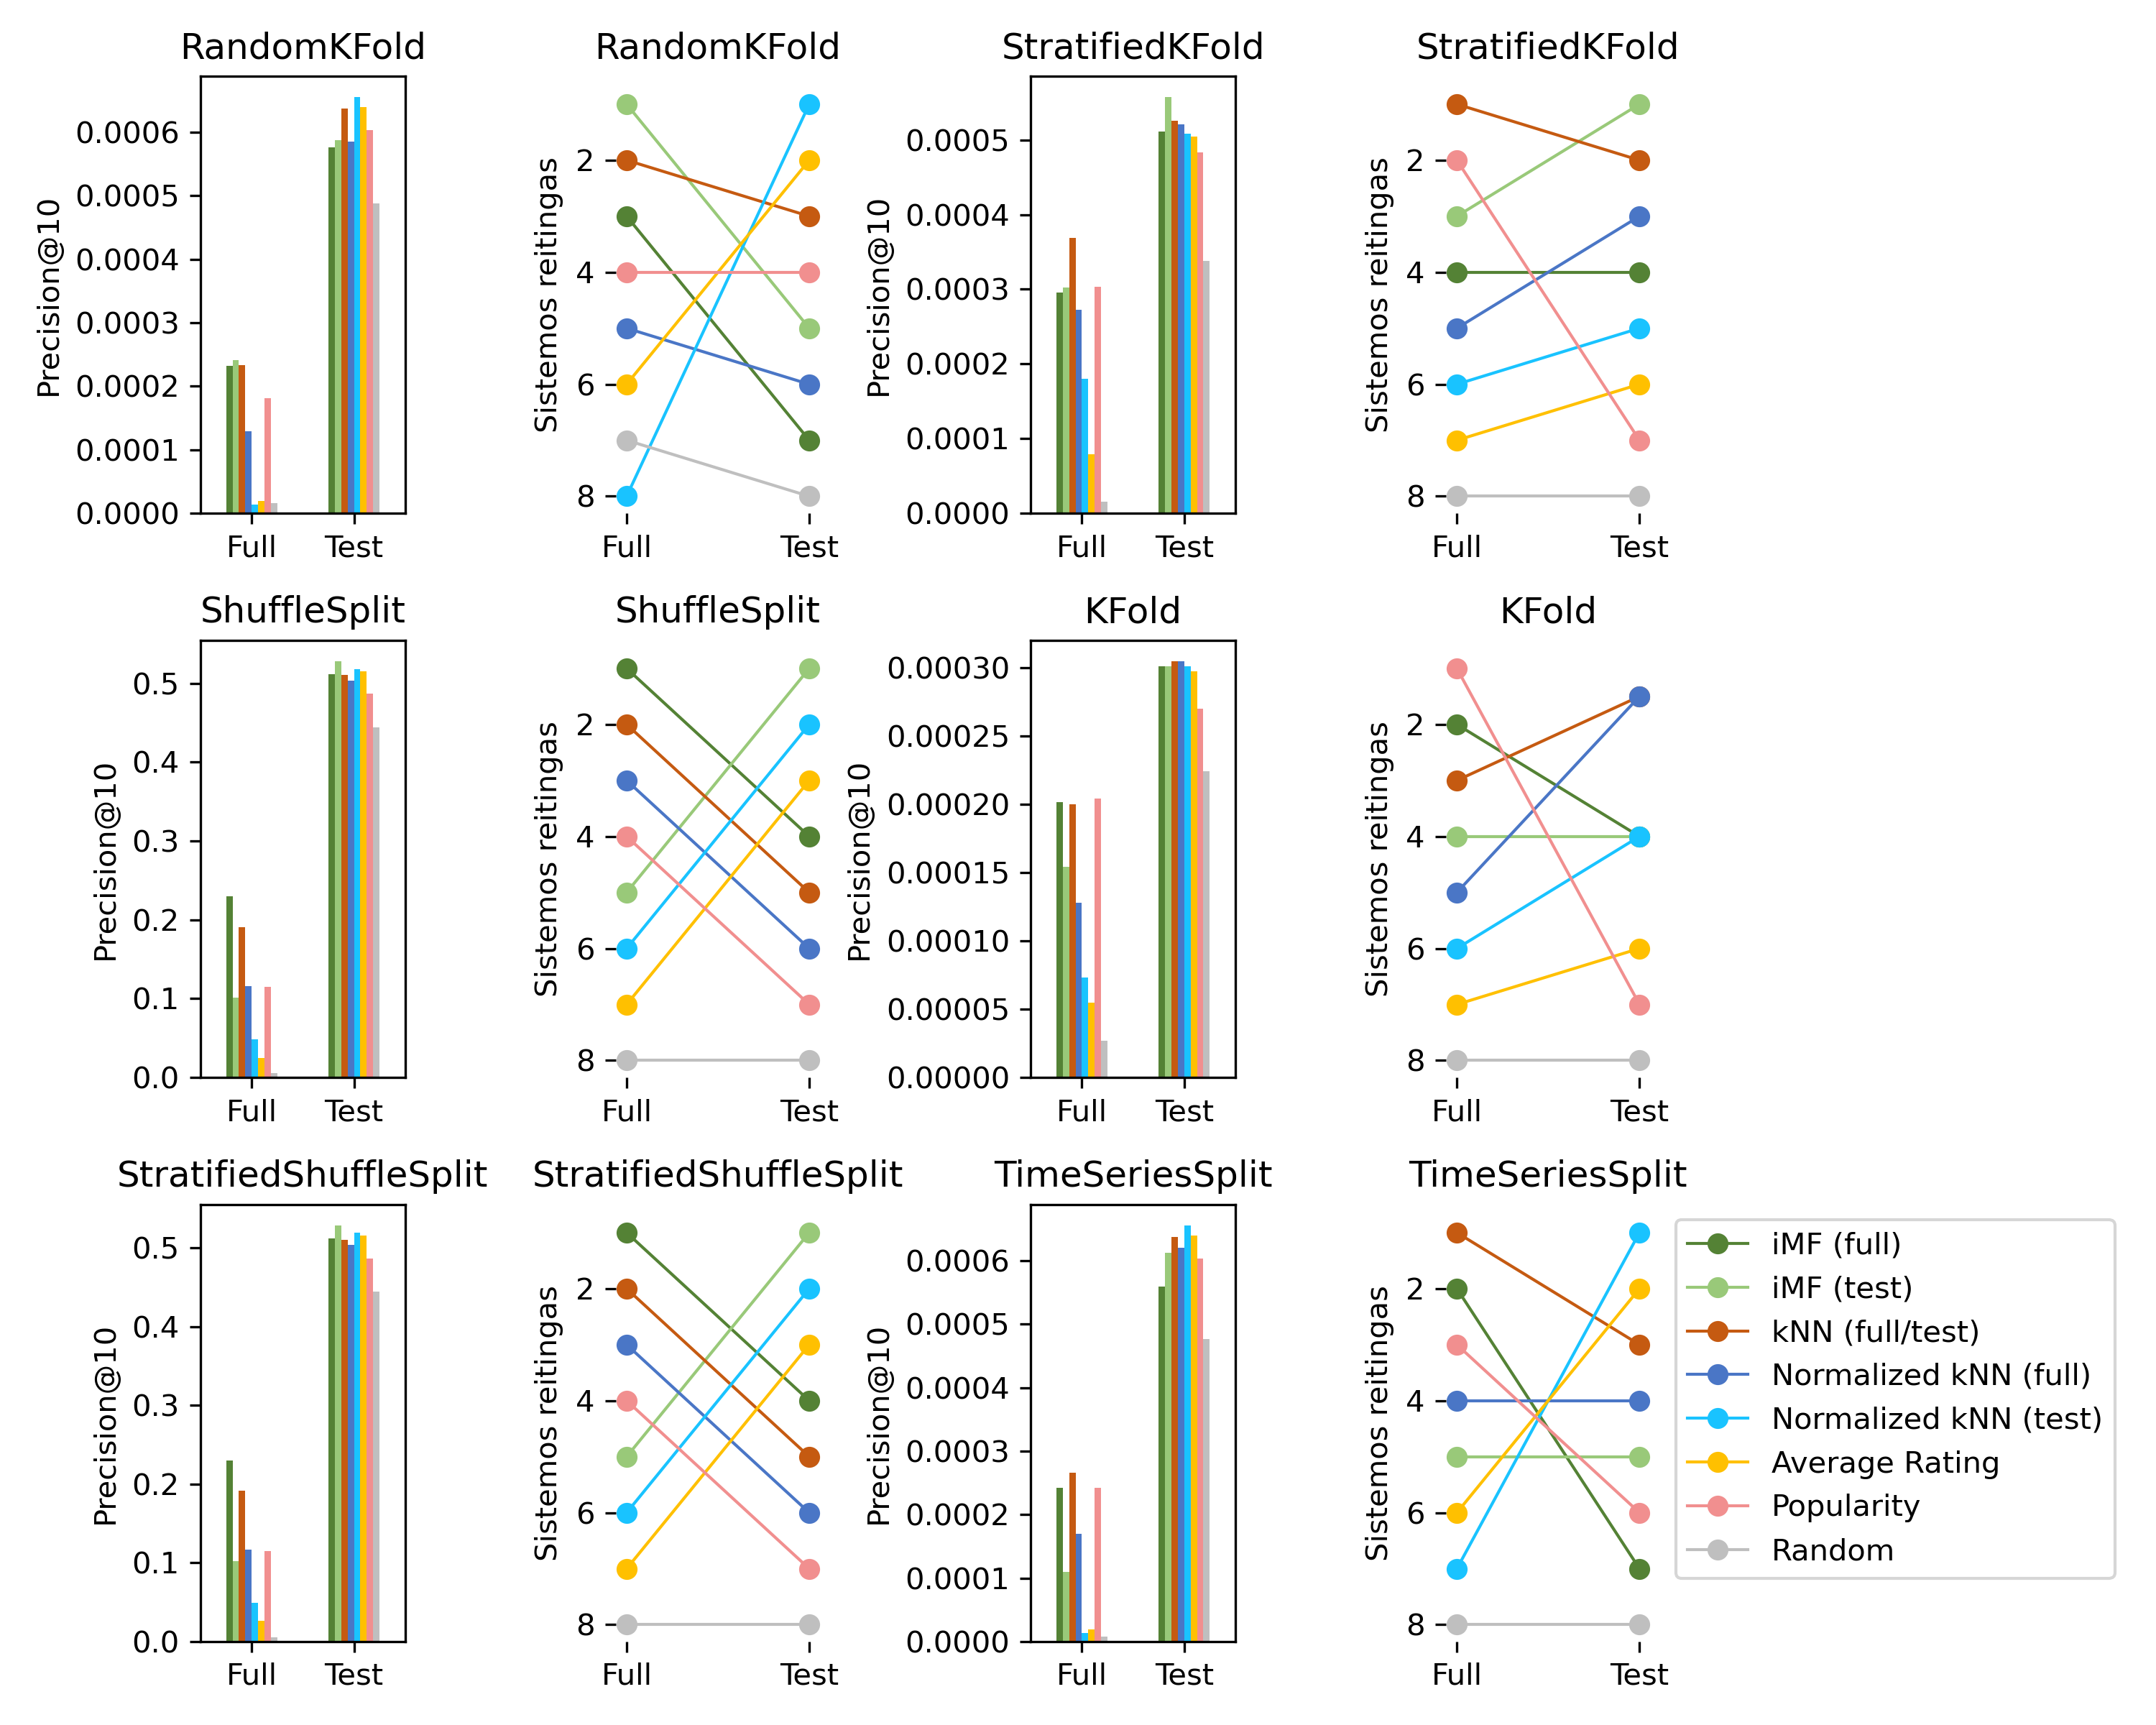 RandomKFold
Precision@10
0.0006
0.0005
0.0004
0.0003
0.0002
0.0001
0.0000
Full Test
RandomKFold
Sistemos reitingas
2
4
6
8
Full Test
StratifiedKFold
Precision@10
0.0005
0.0004
0.0003
0.0002
0.0001
0.0000
Full Test
StratifiedKFold
Sistemos reitingas
2
4
6
8
Full Test
ShuffleSplit
Precision@10
0.5
0.4
0.3
0.2
0.1
0.0
Full Test
ShuffleSplit
Sistemos reitingas
2
4
6
8
Full Test
KFold
Precision@10
0.00030
0.00025
0.00020
0.00015
0.00010
0.00005
0.00000
Full Test
KFold
Sistemos reitingas
2
4
6
8
Full Test
StratifiedShuffleSplit
Precision@10
0.5
0.4
0.3
0.2
0.1
0.0
Full Test
StratifiedShuffleSplit
Sistemos reitingas
2
4
6
8
Full Test
TimeSeriesSplit
Precision@10
0.0006
0.0005
0.0004
0.0003
0.0002
0.0001
0.0000
Full Test
TimeSeriesSplit
Sistemos reitingas
2
4
6
8
Full Test
iMF (full)
iMF (test)
kNN (full/test)
Normalized kNN (full)
Normalized kNN (test)
Average Rating
Popularity
Random